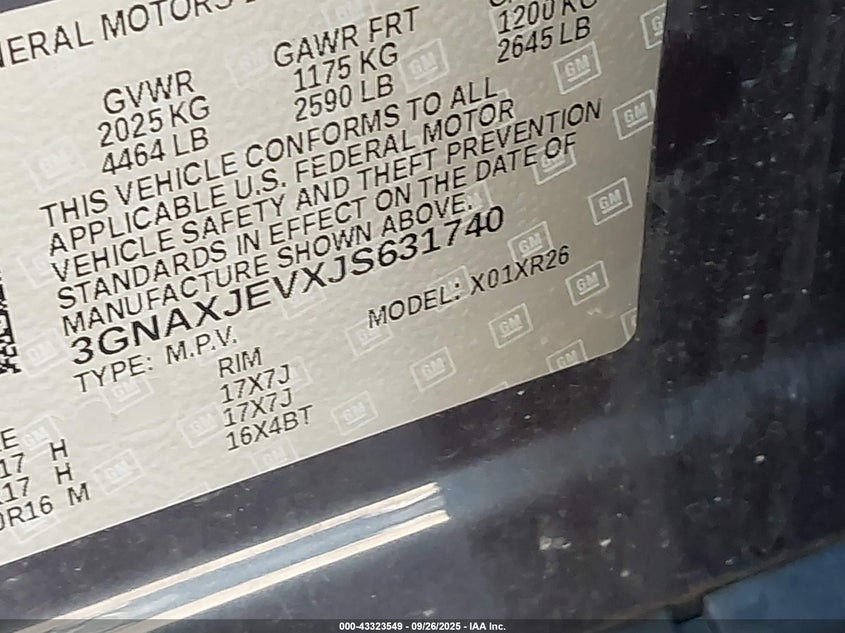 NERAL MOTORS
GVWR GAWR FRT
2025 KG 1175 KG 1200 KG
4464 LB 2590 LB 2645 LB
THIS VEHICLE CONFORMS TO ALL
APPLICABLE U.S. FEDERAL MOTOR
VEHICLE SAFETY AND THEFT PREVENTION
STANDARDS IN EFFECT ON THE DATE OF
MANUFACTURE SHOWN ABOVE.
3GNAXJEVXJS631740
TYPE: M.P.V. MODEL: X01XR26
RIM
17 H 17X7J
17 H 17X7J
R16 M 16X4BT
GM
000-43323549 - 09/26/2025 - IAA Inc.